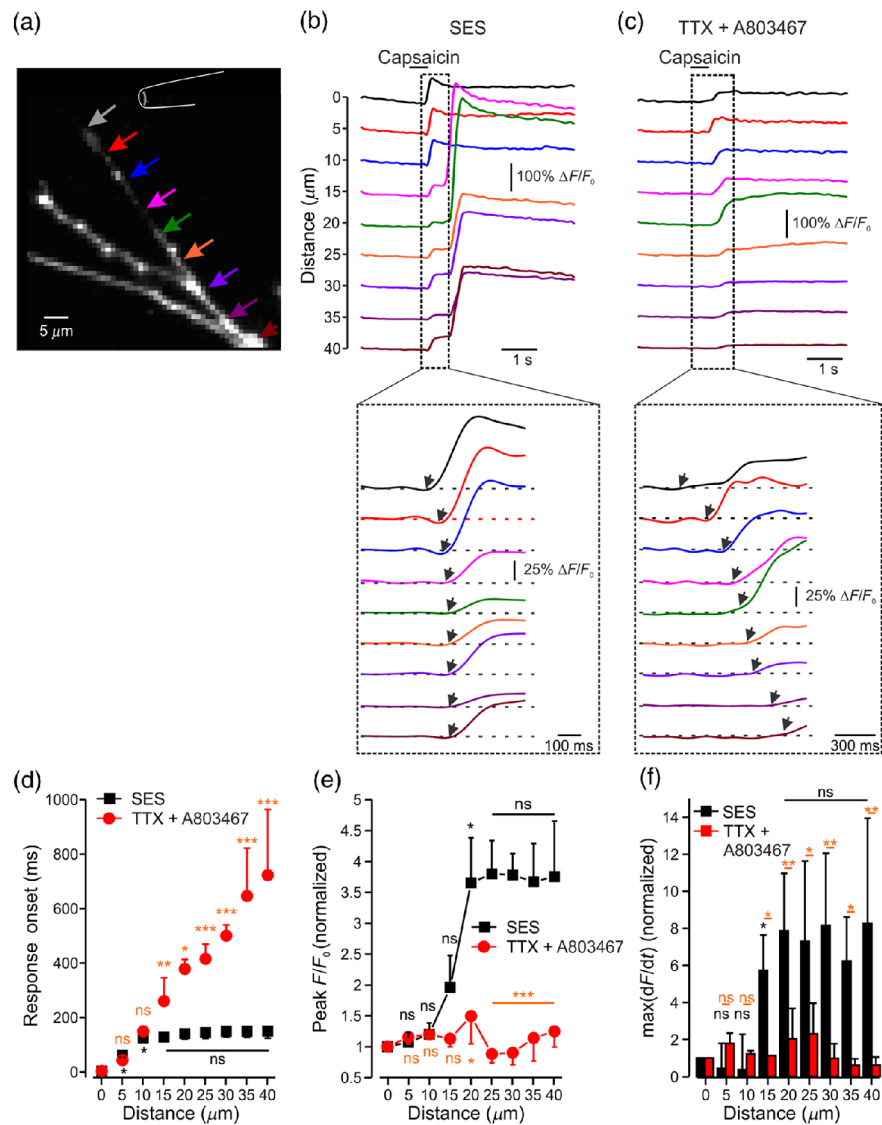 (a)
5 μm
(b)
SES
Capsaicin
0
5
10
15
20
25
30
35
40
Distance (μm)
100% ΔF/F0
1 s
25% ΔF/F0
100 ms
(c)
TTX + A803467
Capsaicin
100% ΔF/F0
1 s
25% ΔF/F0
300 ms
(d)
SES
TTX + A803467
1000
800
600
400
200
0
Response onset (ms)
ns
*
ns
*
**
*
***
***
***
***
ns
0 5 10 15 20 25 30 35 40
Distance (μm)
(e)
5
4.5
4
3.5
3
2.5
2
1.5
1
0.5
Peak F/F0 (normalized)
ns
ns
ns
*
ns
SES
TTX + A803467
ns
ns
ns
*
***
0 5 10 15 20 25 30 35 40
Distance (μm)
(f)
SES
TTX +
A803467
14
12
10
8
6
4
2
0
max(dF/dt) (normalized)
ns
ns
ns
ns
ns
*
*
**
*
**
*
**
0 5 10 15 20 25 30 35 40
Distance (μm)